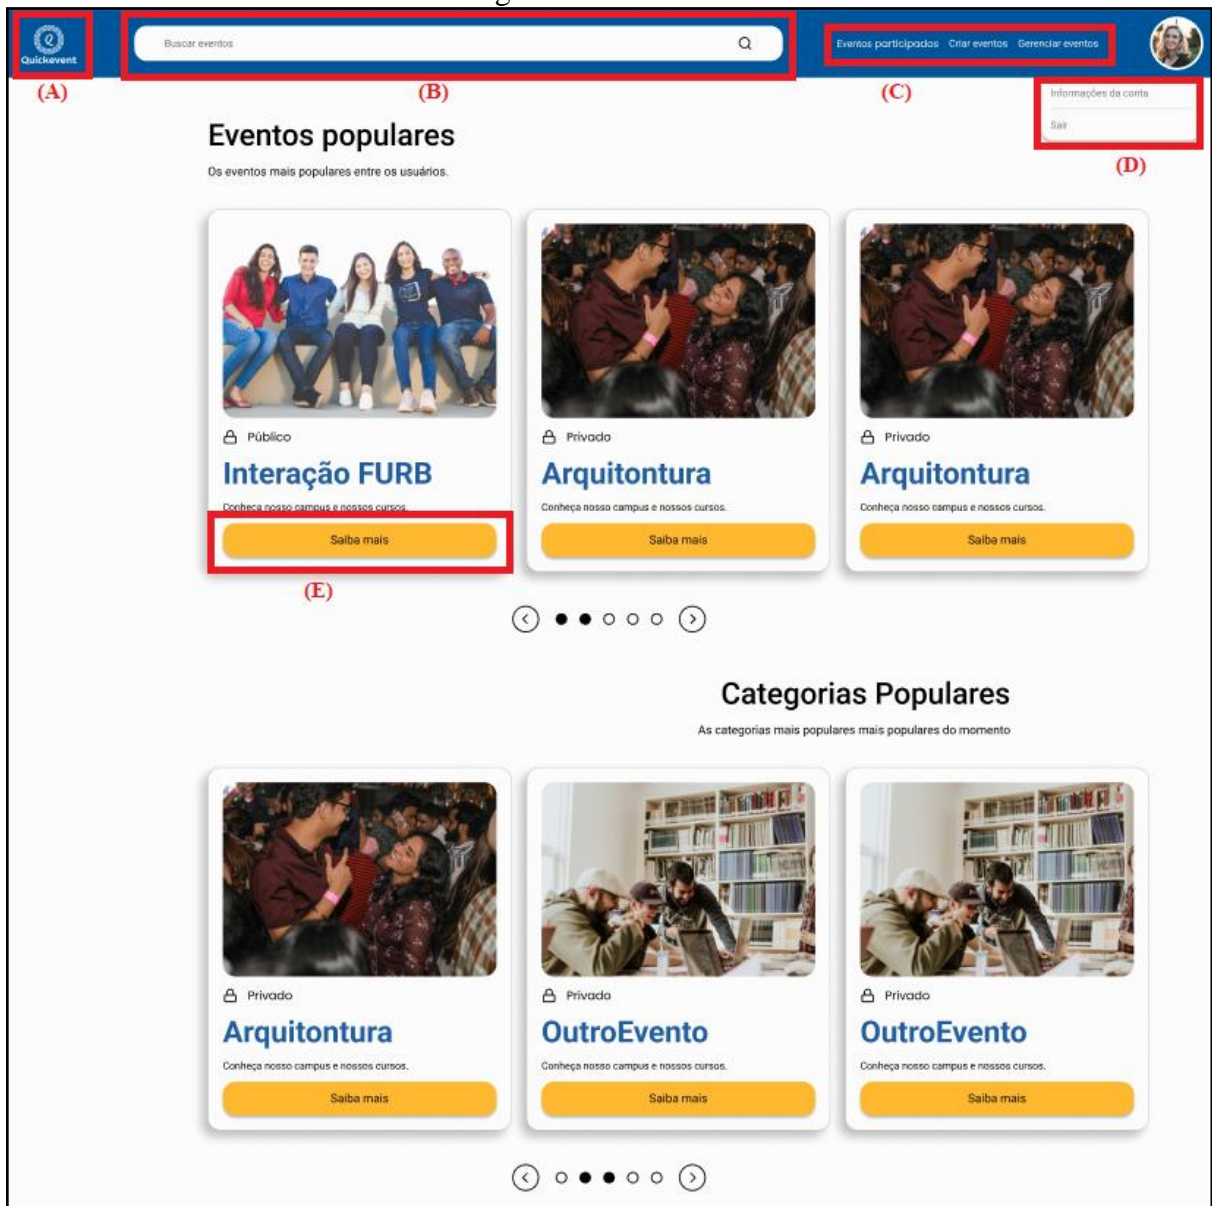 Buscar eventos
Eventos participados Criar eventos Gerenciar eventos
Quickevent
(A)
(B)
(C)
Informações da conta
Sair
(D)
Eventos populares
Os eventos mais populares entre os usuários.
Público
Privado
Privado
Interação FURB
Arquitontura
Arquitontura
Conheça nosso campus e nossos cursos.
Conheça nosso campus e nossos cursos.
Conheça nosso campus e nossos cursos.
Saiba mais
Saiba mais
Saiba mais
(E)
Categorias Populares
As categorias mais populares mais populares do momento
Privado
Privado
Privado
Arquitontura
OutroEvento
OutroEvento
Conheça nosso campus e nossos cursos.
Conheça nosso campus e nossos cursos.
Conheça nosso campus e nossos cursos.
Saiba mais
Saiba mais
Saiba mais